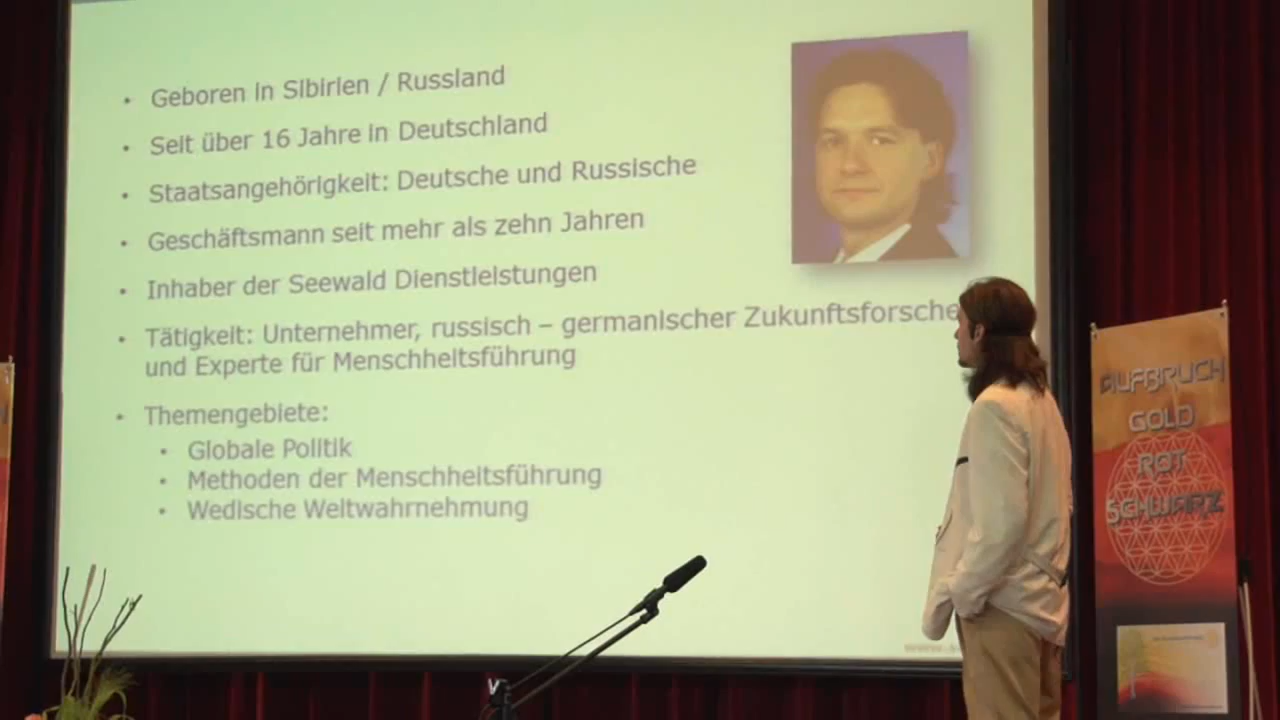 Geboren in Sibirien / Russland
Seit über 16 Jahre in Deutschland
Staatsangehörigkeit: Deutsche und Russische
Geschäftsmann seit mehr als zehn Jahren
Inhaber der Seewald Dienstleistungen
Tätigkeit: Unternehmer, russisch – germanischer Zukunftsforsche
und Experte für Menschheitsführung
Themengebiete:
Globale Politik
Methoden der Menschheitsführung
Wedische Weltwahrnehmung
AUFBRUCH
GOLD
ROT
SCHWARZ